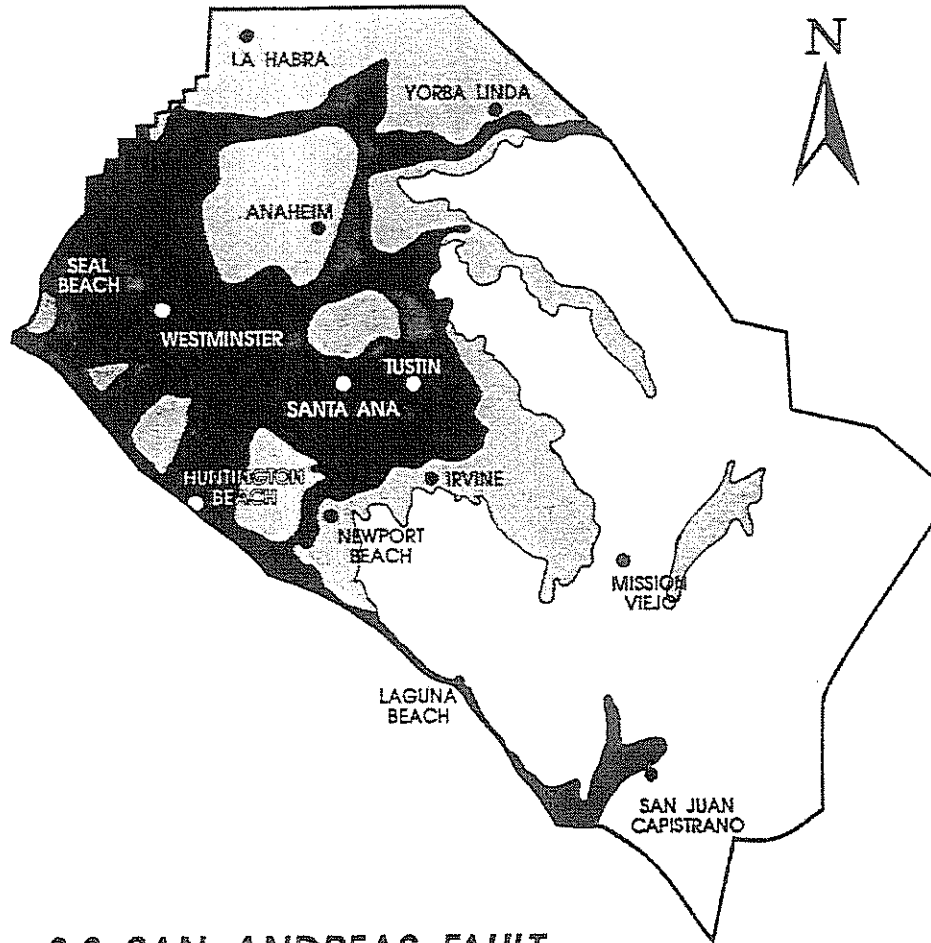 N
LA HABRA
YORBA LINDA
ANAHEIM
SEAL
BEACH
WESTMINSTER
TUSTIN
SANTA ANA
HUNTINGTON
BEACH
IRVINE
NEWPORT
BEACH
MISSION
VIEJO
LAGUNA
BEACH
SAN JUAN
CAPISTRANO
SAN ANDREAS FAULT